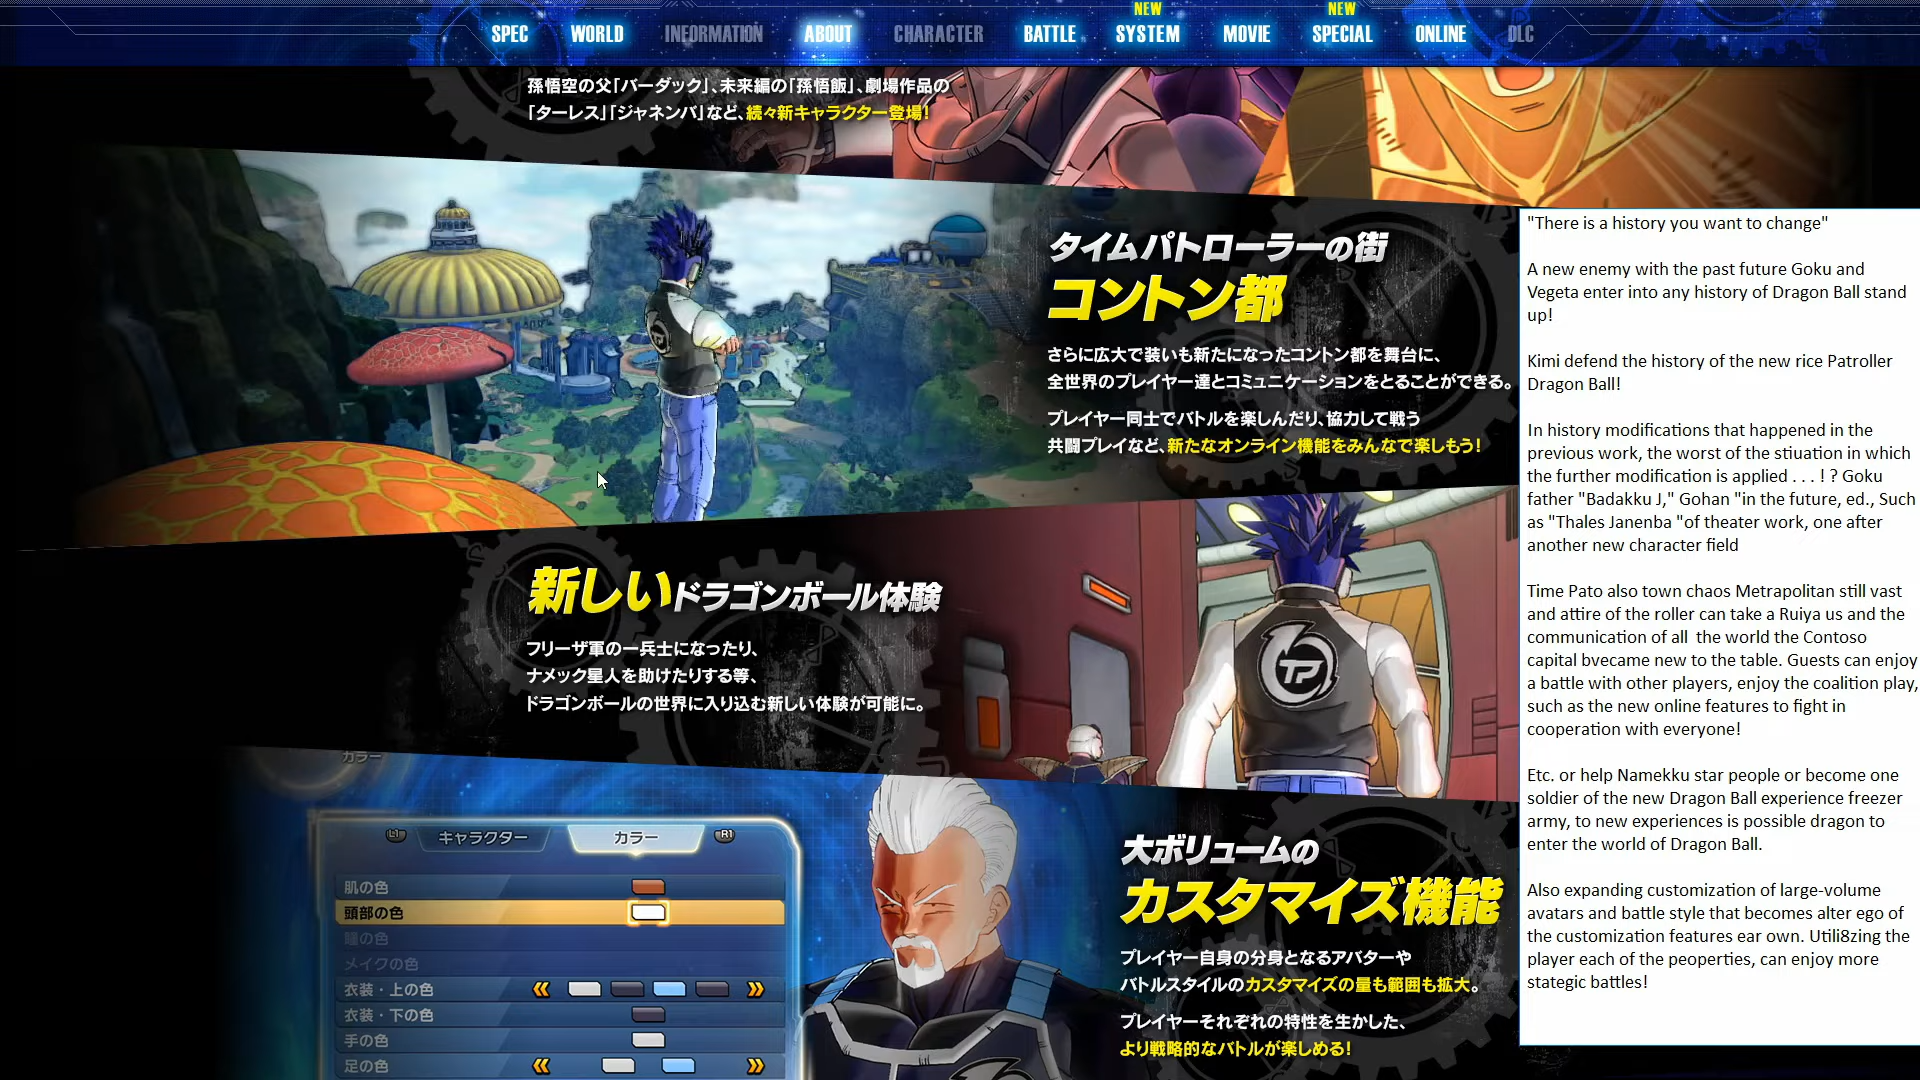 NEW
NEW
SPEC
WORLD
INFORMATION
ABOUT
CHARACTER
BATTLE
SYSTEM
MOVIE
SPECIAL
ONLINE
DLC
孫悟空の父「バーダック」、未来編の「孫悟飯」、劇場作品の
「ターレス」「ジャネンバ」など、続々新キャラクター登場!
タイムパトローラーの街
コントン都
さらに広大で装いも新たになったコントン都を舞台に、
全世界のプレイヤー達とコミュニケーションをとることができる。
プレイヤー同士でバトルを楽しんだり、協力して戦う
共闘プレイなど、新たなオンライン機能をみんなで楽しもう!
新しいドラゴンボール体験
フリーザ軍の一兵士になったり、
ナメック星人を助けたりする等、
ドラゴンボールの世界に入り込む新しい体験が可能に。
TP
カラー
L1
キャラクター
カラー
R1
肌の色
頭部の色
瞳の色
メイクの色
衣装・上の色
衣装・下の色
手の色
足の色
大ボリュームの
カスタマイズ機能
プレイヤー自身の分身となるアバターや
バトルスタイルのカスタマイズの量も範囲も拡大。
プレイヤーそれぞれの特性を生かした、
より戦略的なバトルが楽しめる!
"There is a history you want to change"
A new enemy with the past future Goku and
Vegeta enter into any history of Dragon Ball stand
up!
Kimi defend the history of the new rice Patroller
Dragon Ball!
In history modifications that happened in the
previous work, the worst of the stiuation in which
the further modification is applied . . . ! ? Goku
father "Badakku J," Gohan "in the future, ed., Such
as "Thales Janenba "of theater work, one after
another new character field
Time Pato also town chaos Metrapolitan still vast
and attire of the roller can take a Ruiya us and the
communication of all  the world the Contoso
capital bvecame new to the table. Guests can enjoy
a battle with other players, enjoy the coalition play,
such as the new online features to fight in
cooperation with everyone!
Etc. or help Namekku star people or become one
soldier of the new Dragon Ball experience freezer
army, to new experiences is possible dragon to
enter the world of Dragon Ball.
Also expanding customization of large-volume
avatars and battle style that becomes alter ego of
the customization features ear own. Utili8zing the
player each of the peoperties, can enjoy more
stategic battles!